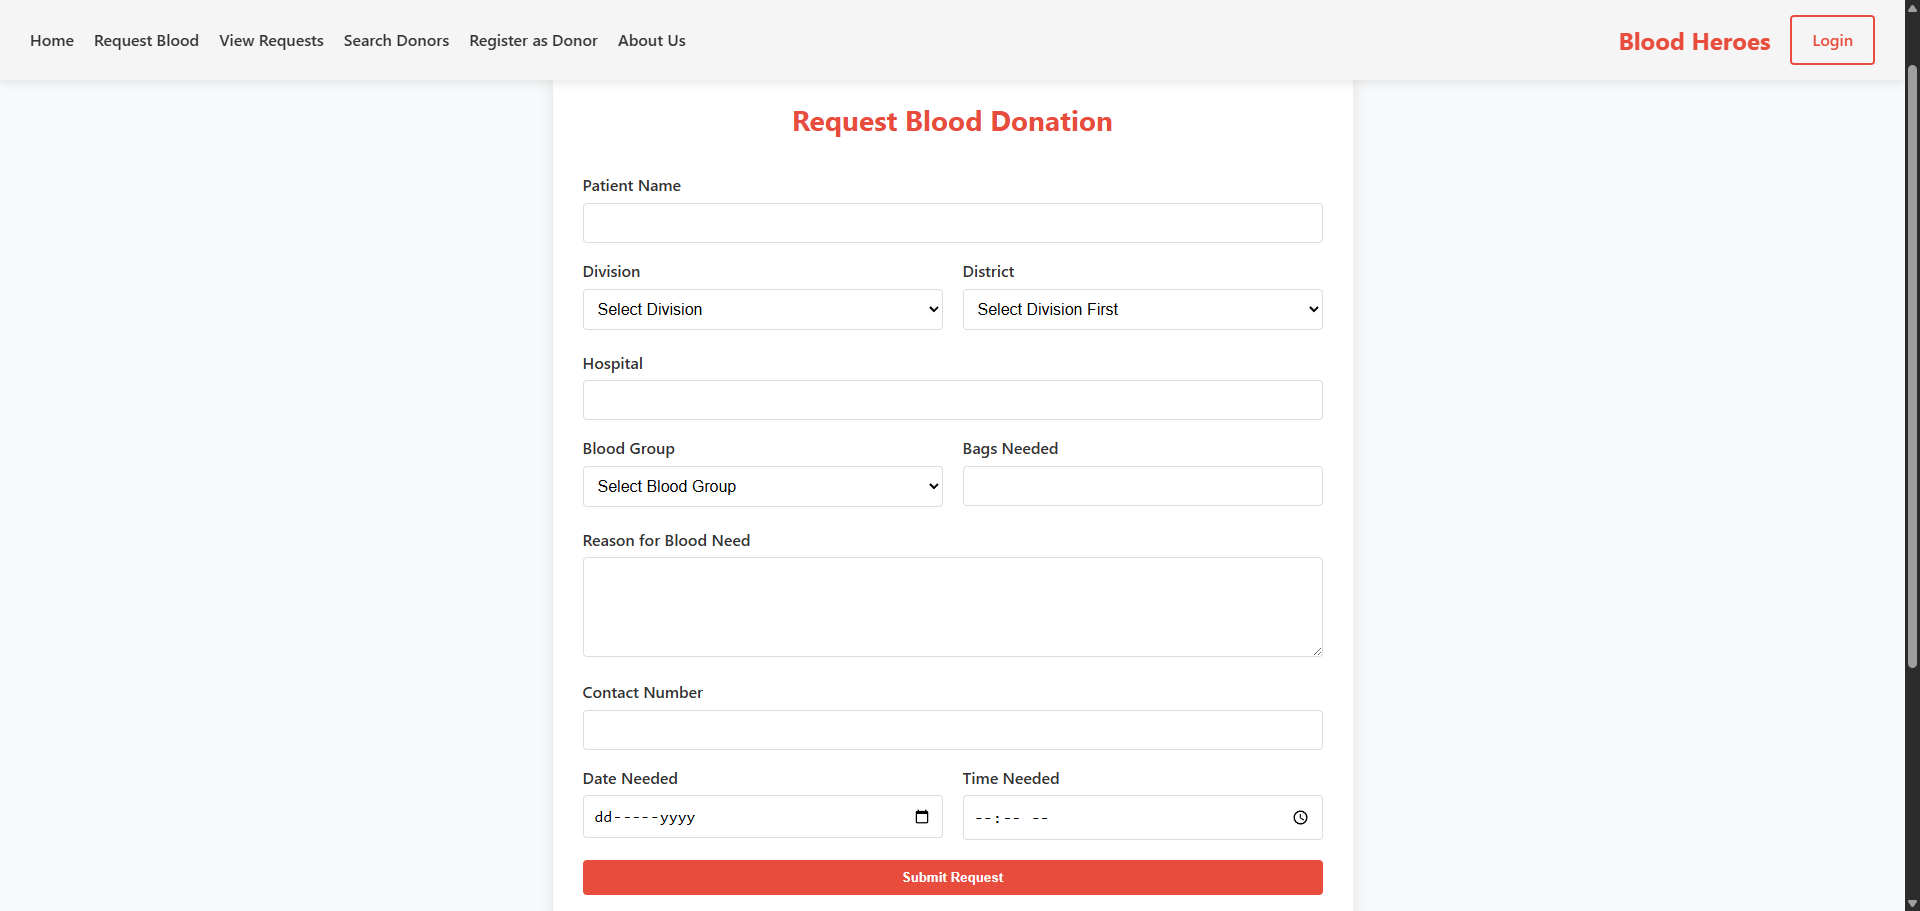 Home Request Blood View Requests Search Donors Register as Donor About Us Blood Heroes Login
Request Blood Donation
Patient Name
Division District
Select Division Select Division First
Hospital
Blood Group Bags Needed
Select Blood Group
Reason for Blood Need
Contact Number
Date Needed Time Needed
dd-----yyyy --:-- --
Submit Request